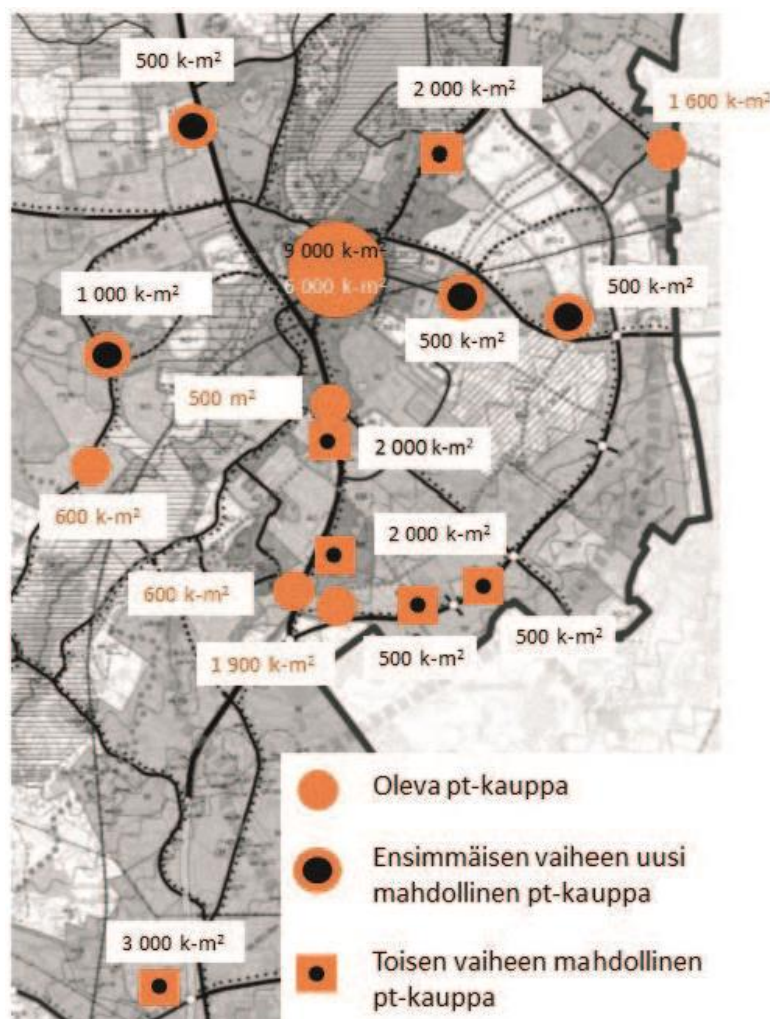 500 k-m²
2 000 k-m²
1 600 k-m²
9 000 k-m²
6 000 k-m²
1 000 k-m²
500 k-m²
500 k-m²
500 m²
2 000 k-m²
600 k-m²
2 000 k-m²
600 k-m²
500 k-m²
500 k-m²
1 900 k-m²
Oleva pt-kauppa
Ensimmäisen vaiheen uusi
mahdollinen pt-kauppa
3 000 k-m²
Toisen vaiheen mahdollinen
pt-kauppa